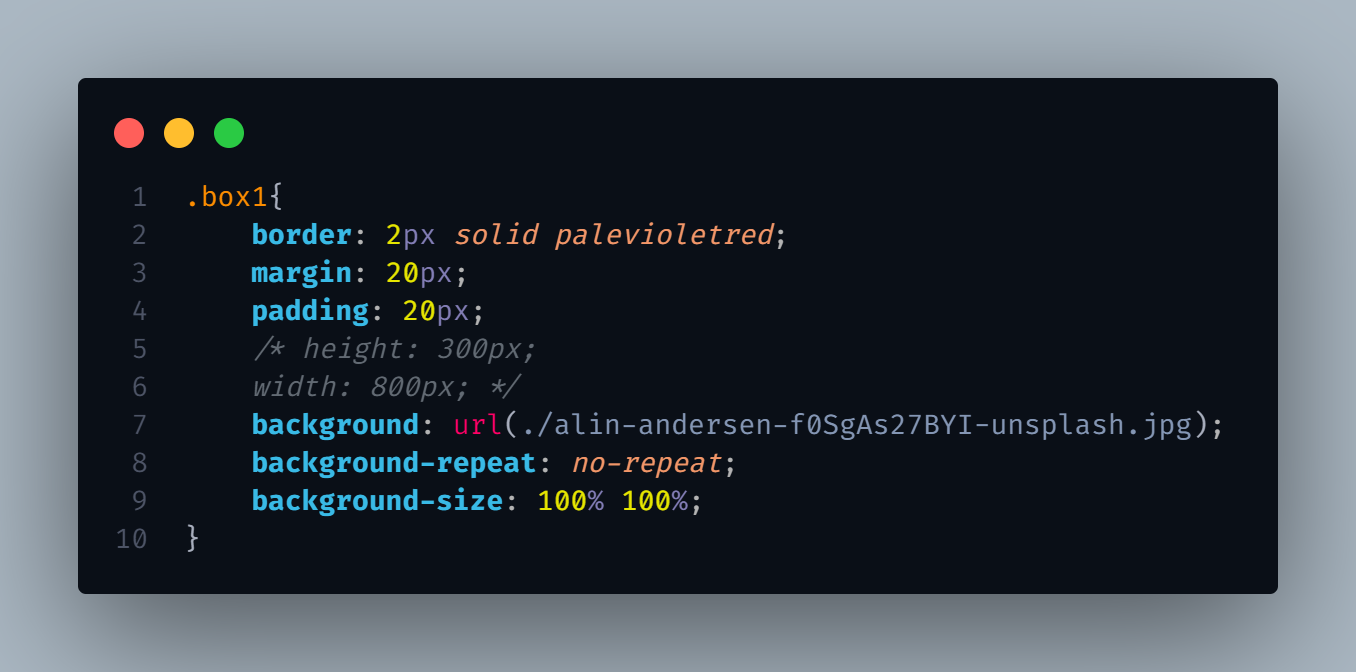 1 .box1{
2 border: 2px solid palevioletred;
3 margin: 20px;
4 padding: 20px;
5 /* height: 300px;
6 width: 800px; */
7 background: url(./alin-andersen-f0SgAs27BYI-unsplash.jpg);
8 background-repeat: no-repeat;
9 background-size: 100% 100%;
10 }